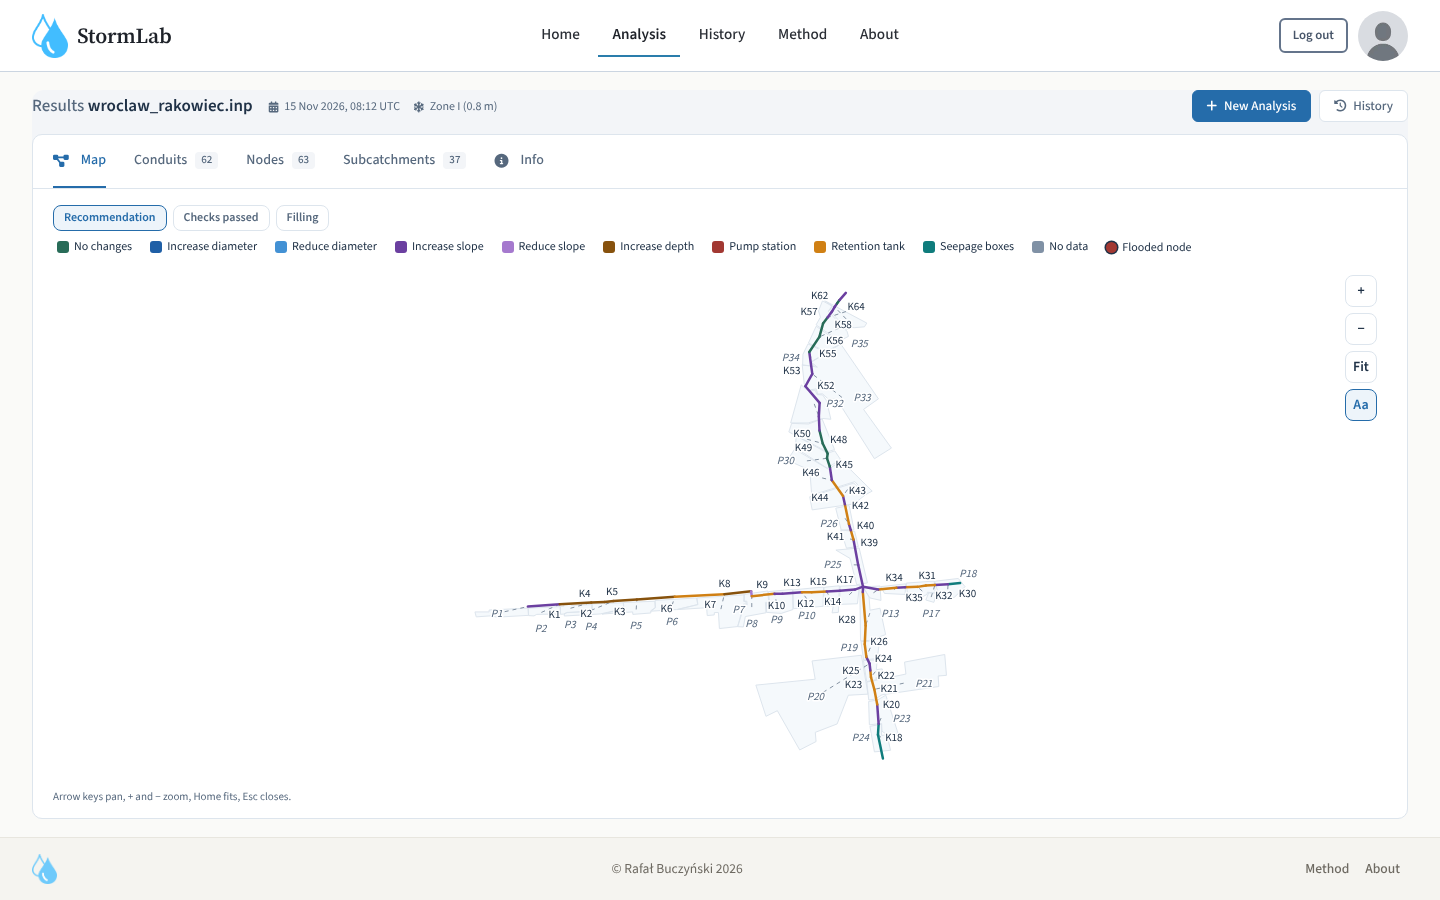 StormLab
Home Analysis History Method About
Log out
Results wroclaw_rakowiec.inp 15 Nov 2026, 08:12 UTC Zone I (0.8 m)
+ New Analysis History
Map Conduits 62 Nodes 63 Subcatchments 37 Info
Recommendation Checks passed Filling
No changes Increase diameter Reduce diameter Increase slope Reduce slope Increase depth Pump station Retention tank Seepage boxes No data Flooded node
+
−
Fit
Aa
K62
K64
K57
K58
K56
P35
K55
P34
K53
K52
P33
P32
K50
K48
K49
P30
K45
K46
K43
K44
K42
P26
K40
K41
K39
P25
P18
K34
K31
K4
K5
K8
K9
K13
K15
K17
K30
K35
K32
K1
K2
K3
K6
K7
P7
K10
K12
K14
P1
P2
P3
P4
P5
P6
P8
P9
P10
K28
P13
P17
K26
P19
K24
K25
K22
K23
K21
P21
P20
K20
P23
P24
K18
Arrow keys pan, + and − zoom, Home fits, Esc closes.
© Rafał Buczyński 2026
Method About